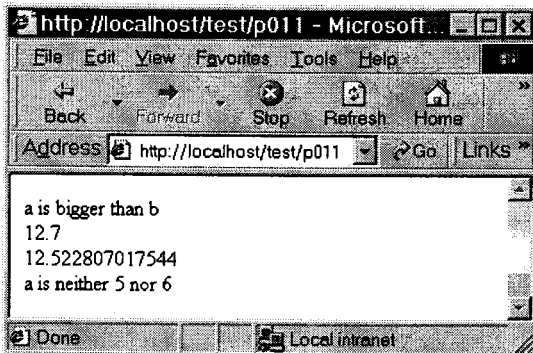 http://localhost/test/p011 - Microsoft...
File Edit View Favorites Tools Help
Back Forward Stop Refresh Home »
Address http://localhost/test/p011 Go Links »
a is bigger than b
12.7
12.522807017544
a is neither 5 nor 6
Done Local intranet